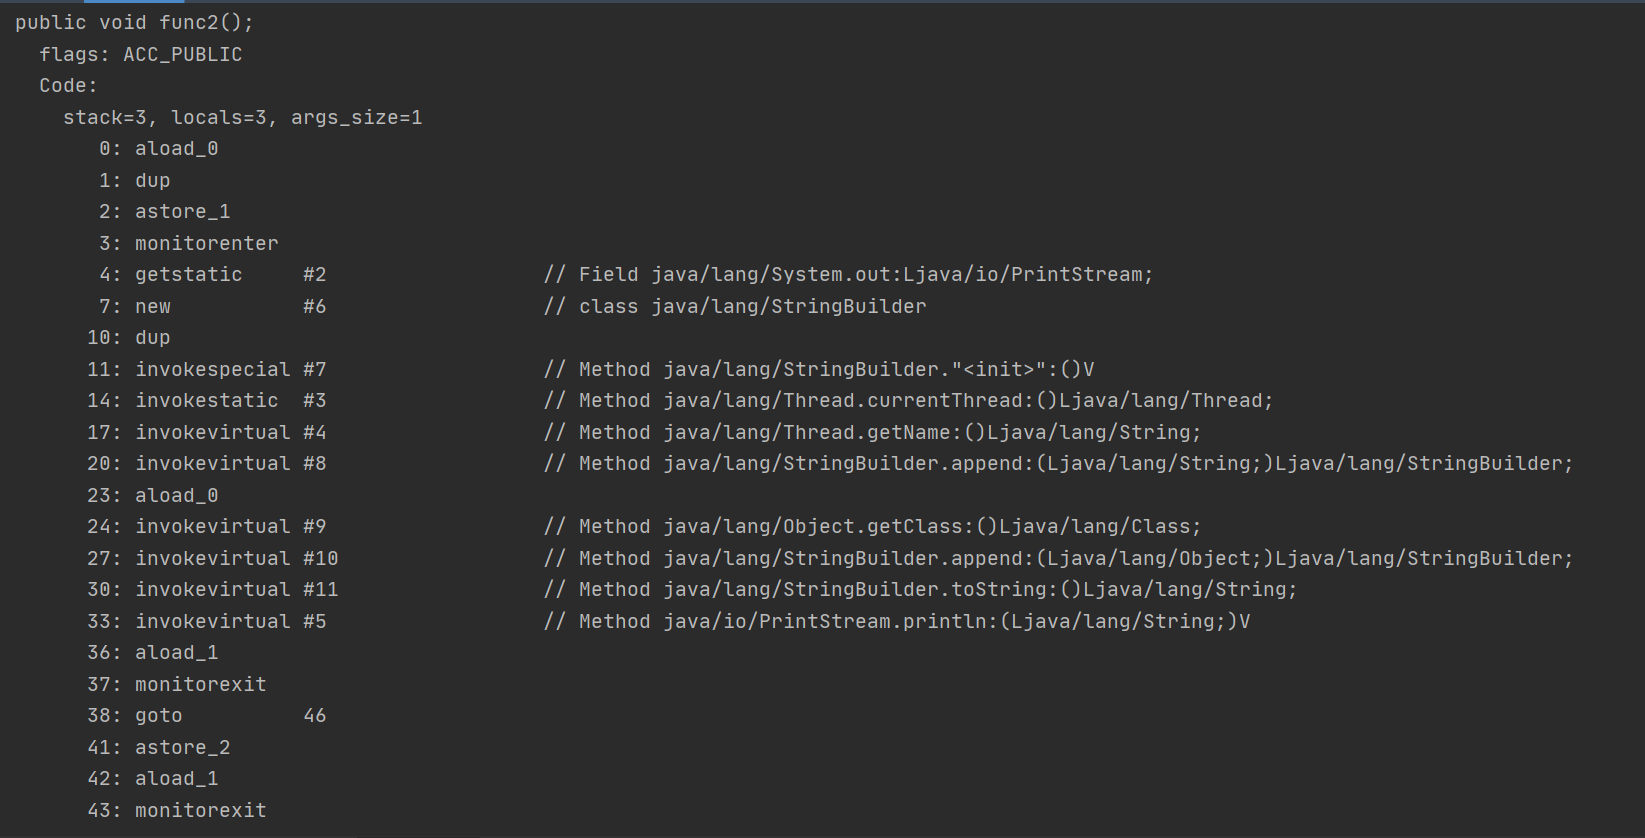 public void func2();
  flags: ACC_PUBLIC
  Code:
    stack=3, locals=3, args_size=1
       0: aload_0
       1: dup
       2: astore_1
       3: monitorenter
       4: getstatic     #2                  // Field java/lang/System.out:Ljava/io/PrintStream;
       7: new           #6                  // class java/lang/StringBuilder
      10: dup
      11: invokespecial #7                  // Method java/lang/StringBuilder."<init>":()V
      14: invokestatic  #3                  // Method java/lang/Thread.currentThread:()Ljava/lang/Thread;
      17: invokevirtual #4                  // Method java/lang/Thread.getName:()Ljava/lang/String;
      20: invokevirtual #8                  // Method java/lang/StringBuilder.append:(Ljava/lang/String;)Ljava/lang/StringBuilder;
      23: aload_0
      24: invokevirtual #9                  // Method java/lang/Object.getClass:()Ljava/lang/Class;
      27: invokevirtual #10                 // Method java/lang/StringBuilder.append:(Ljava/lang/Object;)Ljava/lang/StringBuilder;
      30: invokevirtual #11                 // Method java/lang/StringBuilder.toString:()Ljava/lang/String;
      33: invokevirtual #5                  // Method java/io/PrintStream.println:(Ljava/lang/String;)V
      36: aload_1
      37: monitorexit
      38: goto          46
      41: astore_2
      42: aload_1
      43: monitorexit